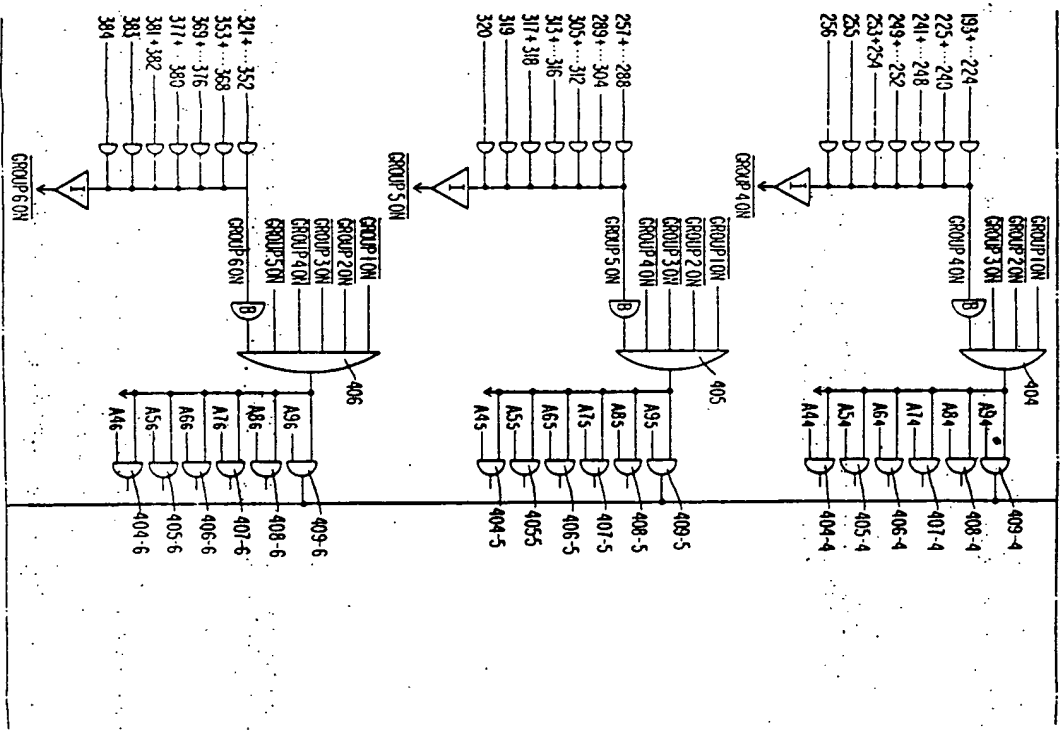 193+···224
225+···240
241+···248
249+···252
253+254
255
256
GROUP 1 ON
GROUP 2 ON
GROUP 3 ON
GROUP 4 ON
B
404
I
GROUP 4 ON
A94
A84
A74
A64
A54
A44
409-4
408-4
407-4
406-4
405-4
404-4
257+···288
289+···304
305+···312
313+···316
317+318
319
320
GROUP 1 ON
GROUP 2 ON
GROUP 3 ON
GROUP 4 ON
GROUP 5 ON
B
405
I
GROUP 5 ON
A95
A85
A75
A65
A55
A45
409-5
408-5
407-5
406-5
405-5
404-5
321+···352
353+···368
369+···376
377+···380
381+382
383
384
GROUP 1 ON
GROUP 2 ON
GROUP 3 ON
GROUP 4 ON
GROUP 5 ON
GROUP 6 ON
B
406
I
GROUP 6 ON
A96
A86
A76
A66
A56
A46
409-6
408-6
407-6
406-6
405-6
404-6